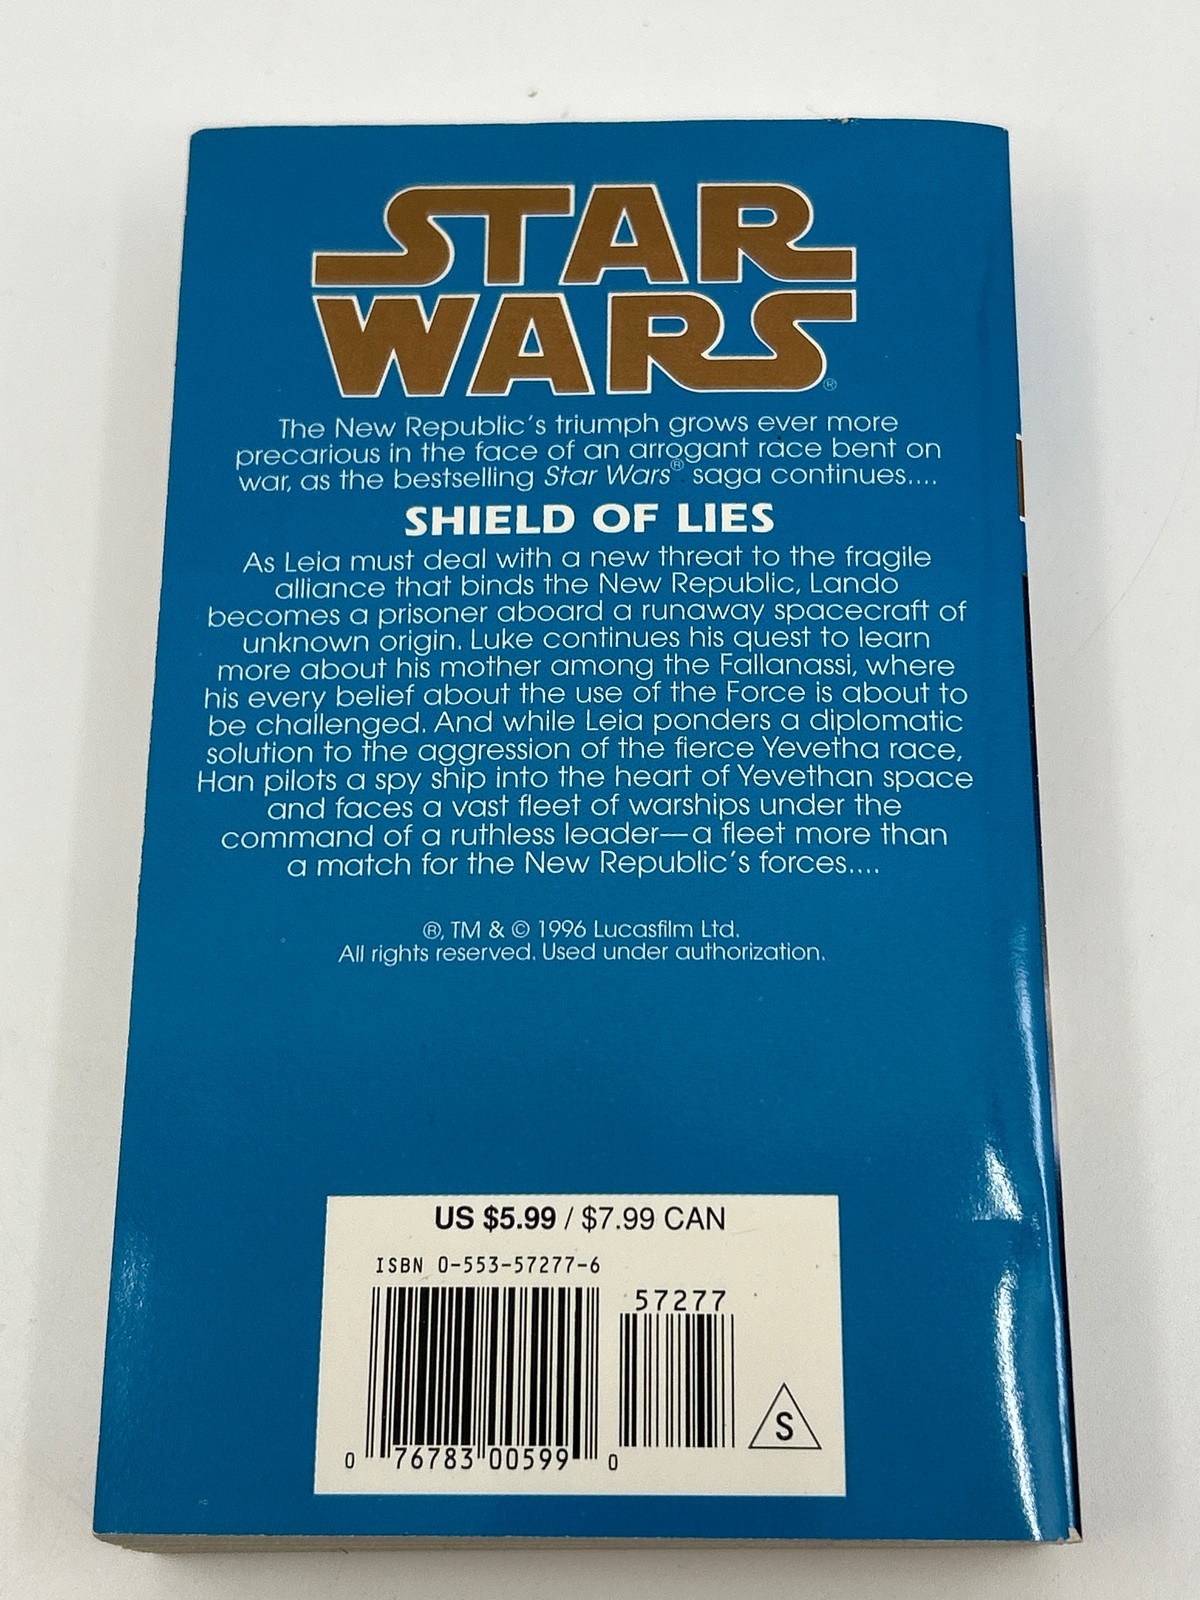 STAR
WARS®
The New Republic's triumph grows ever more
precarious in the face of an arrogant race bent on
war, as the bestselling Star Wars® saga continues....
SHIELD OF LIES
As Leia must deal with a new threat to the fragile
alliance that binds the New Republic, Lando
becomes a prisoner aboard a runaway spacecraft of
unknown origin. Luke continues his quest to learn
more about his mother among the Fallanassi, where
his every belief about the use of the Force is about to
be challenged. And while Leia ponders a diplomatic
solution to the aggression of the fierce Yevetha race,
Han pilots a spy ship into the heart of Yevethan space
and faces a vast fleet of warships under the
command of a ruthless leader—a fleet more than
a match for the New Republic's forces....
®, TM & © 1996 Lucasfilm Ltd.
All rights reserved. Used under authorization.
US $5.99 / $7.99 CAN
ISBN 0-553-57277-6
57277
0 76783 00599 0
S